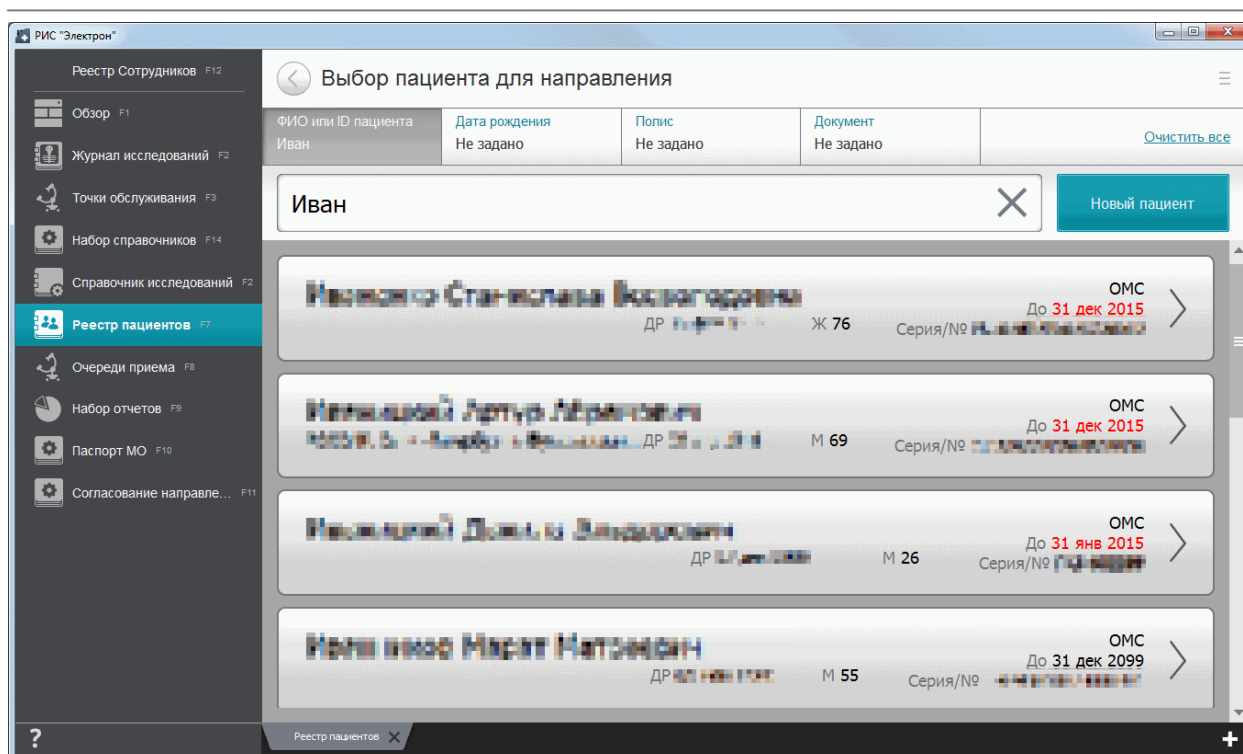 РИС "Электрон"
Реестр Сотрудников F12
Обзор F1
Журнал исследований F2
Точки обслуживания F3
Набор справочников F14
Справочник исследований F2
Реестр пациентов F7
Очереди приема F8
Набор отчетов F9
Паспорт МО F10
Согласование направле... F11
?
Выбор пациента для направления
ФИО или ID пациента
Иван
Дата рождения
Не задано
Полис
Не задано
Документ
Не задано
Очистить все
Иван
Новый пациент
ОМС
До 31 дек 2015
ДР Ж 76 Серия/№
ОМС
До 31 дек 2015
ДР М 69 Серия/№
ОМС
До 31 янв 2015
ДР М 26 Серия/№
ОМС
До 31 дек 2099
ДР М 55 Серия/№
Реестр пациентов